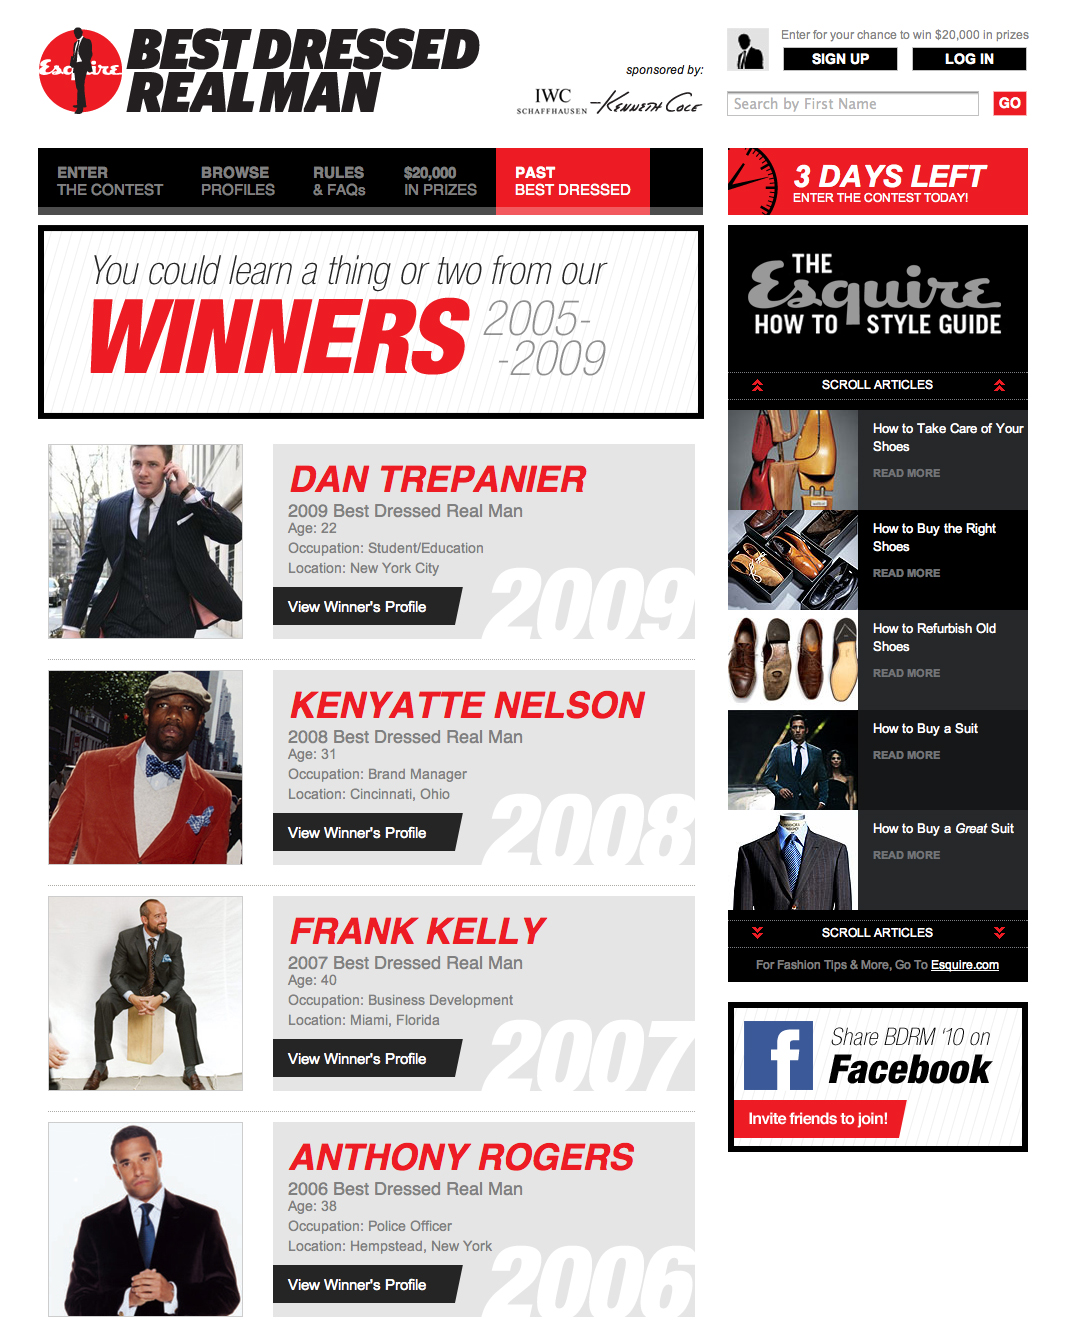 Esquire
BEST DRESSED
REAL MAN
sponsored by:
IWC
SCHAFFHAUSEN
KENNETH COLE
Enter for your chance to win $20,000 in prizes
SIGN UP
LOG IN
Search by First Name
GO
ENTER
THE CONTEST
BROWSE
PROFILES
RULES
& FAQs
$20,000
IN PRIZES
PAST
BEST DRESSED
3 DAYS LEFT
ENTER THE CONTEST TODAY!
You could learn a thing or two from our
WINNERS
2005-
-2009
DAN TREPANIER
2009 Best Dressed Real Man
Age: 22
Occupation: Student/Education
Location: New York City
View Winner's Profile
2009
KENYATTE NELSON
2008 Best Dressed Real Man
Age: 31
Occupation: Brand Manager
Location: Cincinnati, Ohio
View Winner's Profile
2008
FRANK KELLY
2007 Best Dressed Real Man
Age: 40
Occupation: Business Development
Location: Miami, Florida
View Winner's Profile
2007
ANTHONY ROGERS
2006 Best Dressed Real Man
Age: 38
Occupation: Police Officer
Location: Hempstead, New York
View Winner's Profile
2006
THE
Esquire
HOW TO STYLE GUIDE
SCROLL ARTICLES
How to Take Care of Your
Shoes
READ MORE
How to Buy the Right
Shoes
READ MORE
How to Refurbish Old
Shoes
READ MORE
How to Buy a Suit
READ MORE
How to Buy a Great Suit
READ MORE
SCROLL ARTICLES
For Fashion Tips & More, Go To Esquire.com
f
Share BDRM '10 on
Facebook
Invite friends to join!